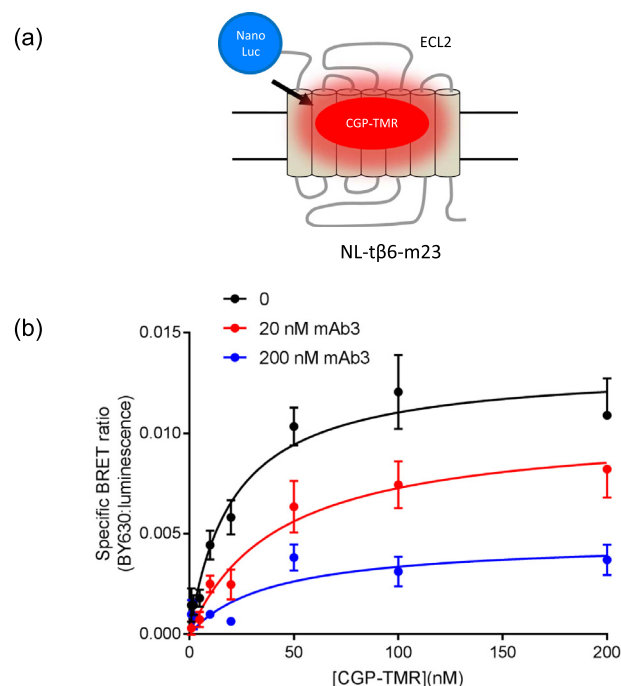 (a)
Nano
Luc
ECL2
CGP-TMR
NL-tβ6-m23
(b)
0
20 nM mAb3
200 nM mAb3
Specific BRET ratio
(BY630:luminescence)
0.015
0.010
0.005
0.000
0
50
100
150
200
[CGP-TMR](nM)